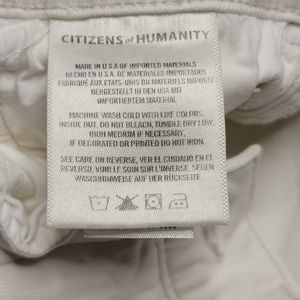 CITIZENS of HUMANITY
MADE IN U.S.A OF IMPORTED MATERIALS
HECHO EN U.S.A. DE MATERIALES IMPORTADOS
FABRIQUÉ AUX ETATS-UNIS DU MATERIAU IMPORTÉ
HERGESTELLT IN DEN USA MIT
IMPORTIERTEM MATERIAL
MACHINE WASH COLD WITH LIKE COLORS,
INSIDE OUT, DO NOT BLEACH, TUMBLE DRY LOW,
IRON MEDIUM IF NECESSARY,
IF DECORATED OR PRINTED DO NOT IRON.
SEE CARE ON REVERSE, VER EL CUIDADO EN EL
REVERSO, VOIR LE SOIN SUR L'INVERSE, SEHEN
WASCHHINWEISE AUF DER RÜCKSEITE